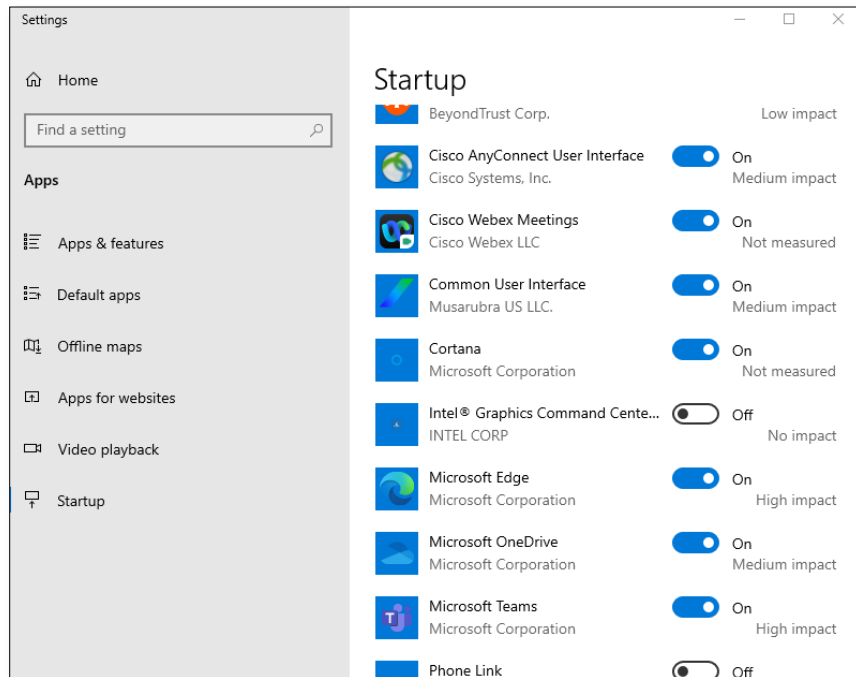 Settings
Home
Find a setting
Apps
Apps & features
Default apps
Offline maps
Apps for websites
Video playback
Startup
Startup
BeyondTrust Corp.
Low impact
Cisco AnyConnect User Interface
On
Cisco Systems, Inc.
Medium impact
Cisco Webex Meetings
On
Cisco Webex LLC
Not measured
Common User Interface
On
Musarubra US LLC.
Medium impact
Cortana
On
Microsoft Corporation
Not measured
Intel® Graphics Command Cente...
Off
INTEL CORP
No impact
Microsoft Edge
On
Microsoft Corporation
High impact
Microsoft OneDrive
On
Microsoft Corporation
Medium impact
Microsoft Teams
On
Microsoft Corporation
High impact
Phone Link
Off